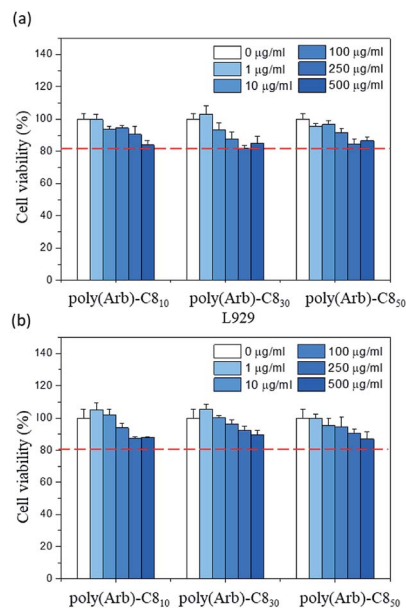 (a)
140
120
100
80
60
40
20
0
Cell viability (%)
0 μg/ml
1 μg/ml
10 μg/ml
100 μg/ml
250 μg/ml
500 μg/ml
poly(Arb)-C8₁₀ poly(Arb)-C8₃₀ poly(Arb)-C8₅₀
L929
(b)
140
120
100
80
60
40
20
0
Cell viability (%)
0 μg/ml
1 μg/ml
10 μg/ml
100 μg/ml
250 μg/ml
500 μg/ml
poly(Arb)-C8₁₀ poly(Arb)-C8₃₀ poly(Arb)-C8₅₀